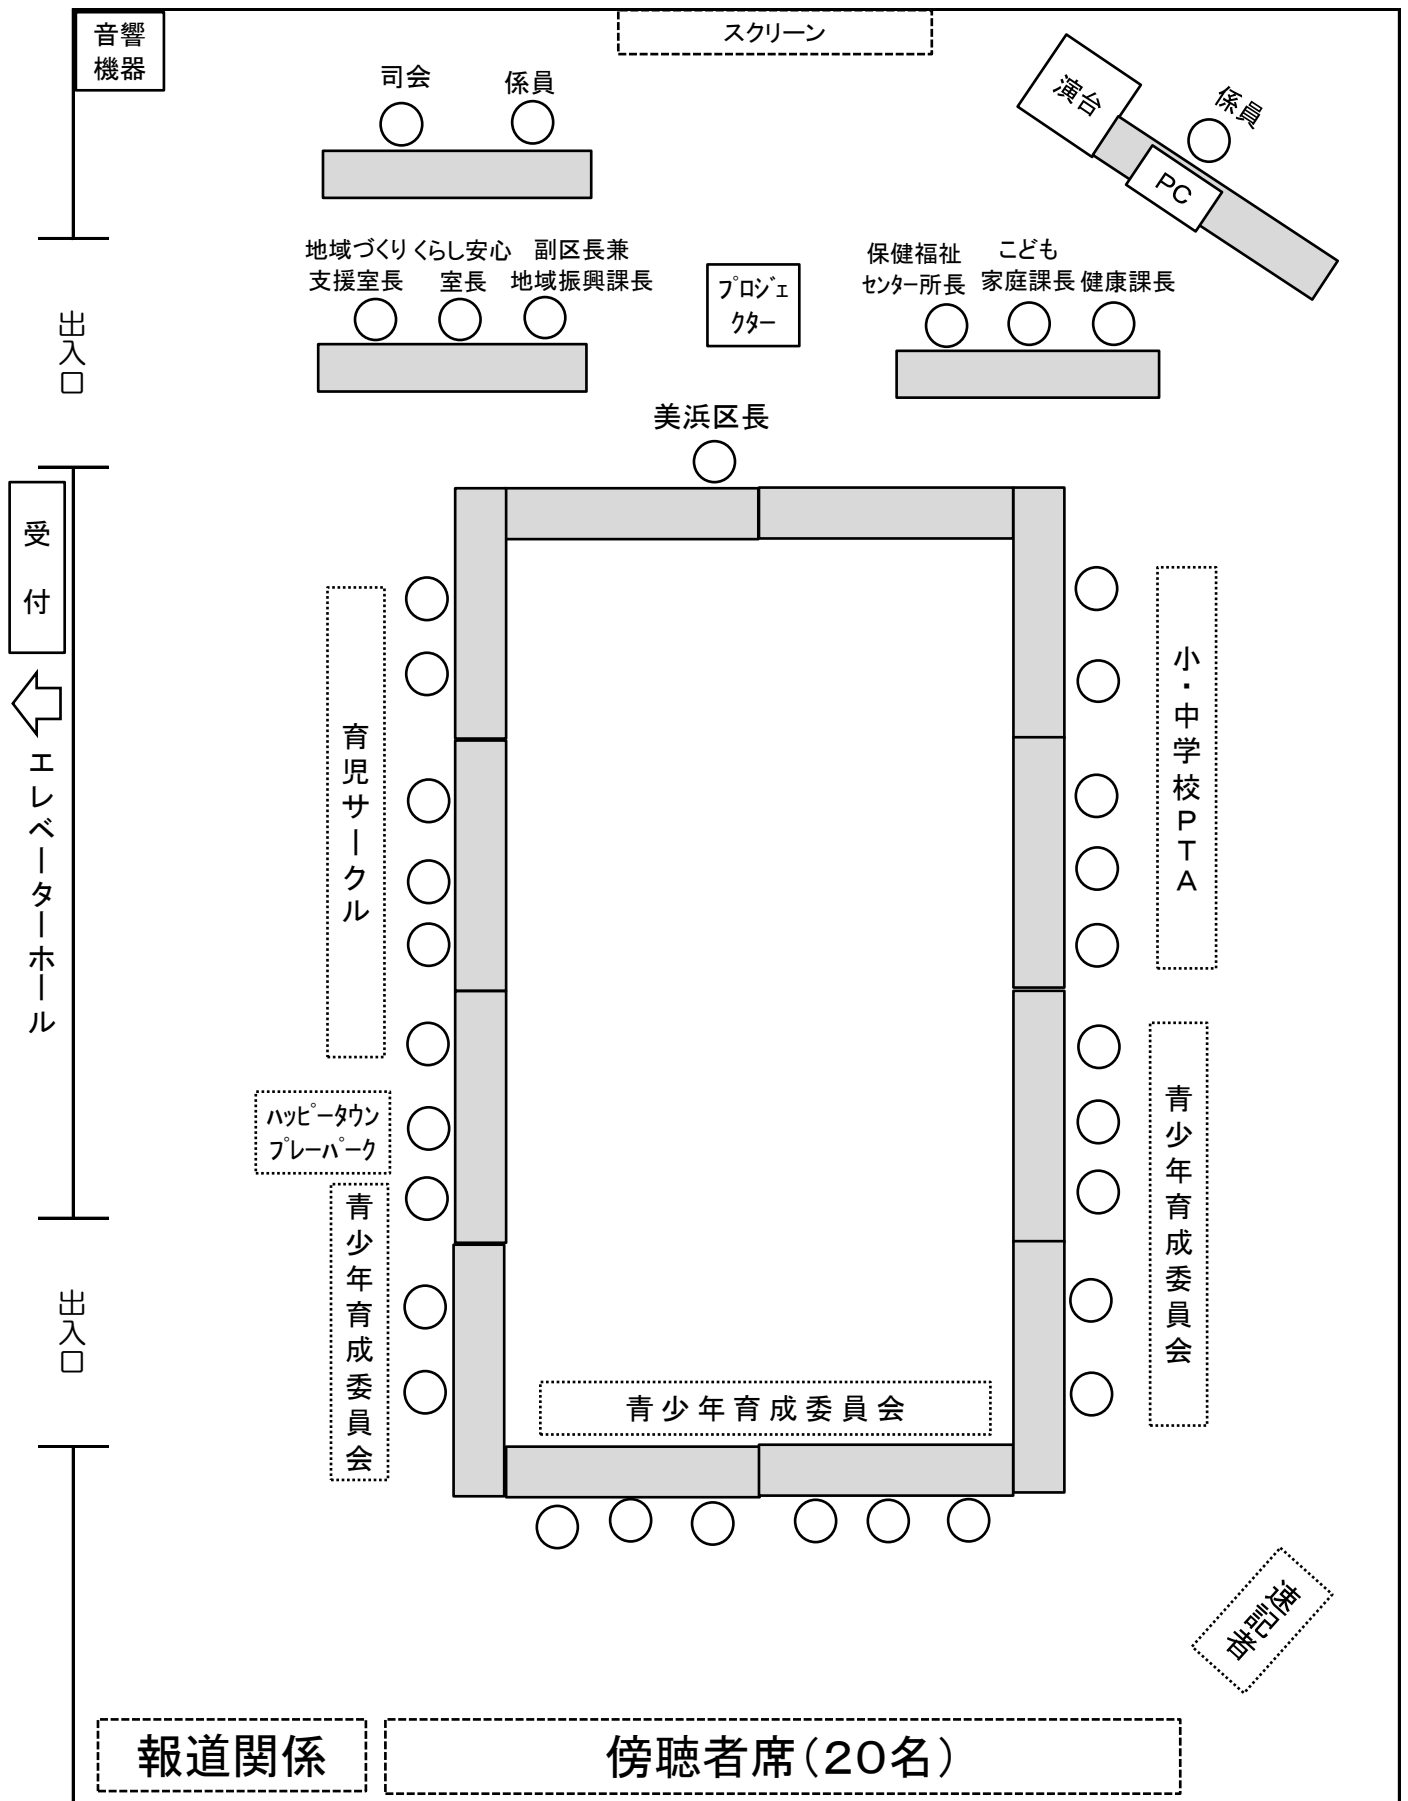 音響
機器
スクリーン
司会
係員
演台
係員
PC
地域づくり
支援室長
くらし安心
室長
副区長兼
地域振興課長
プロジェ
クター
保健福祉
センター所長
こども
家庭課長
健康課長
出入口
美浜区長
受付
エレベーターホール
育児サークル
小・中学校PTA
ハッピータウン
プレーパーク
青少年育成委員会
青少年育成委員会
出入口
青少年育成委員会
速記者
報道関係
傍聴者席(20名)